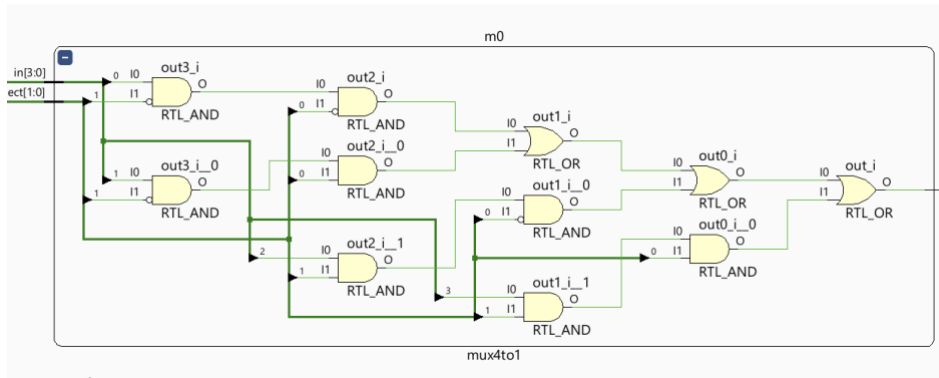 m0
in[3:0]
ect[1:0]
0 I0 out3_i O
1 I1
RTL_AND
1 I0 out3_i__0 O
1 I1
RTL_AND
I0 out2_i O
0 I1
RTL_AND
I0 out2_i__0 O
0 I1
RTL_AND
2 I0 out2_i__1 O
1 I1
RTL_AND
I0 out1_i O
I1
RTL_OR
I0 out1_i__0 O
0 I1
RTL_AND
3 I0 out1_i__1 O
1 I1
RTL_AND
I0 out0_i O
I1
RTL_OR
I0 out0_i__0 O
0 I1
RTL_AND
I0 out_i O
I1
RTL_OR
mux4to1